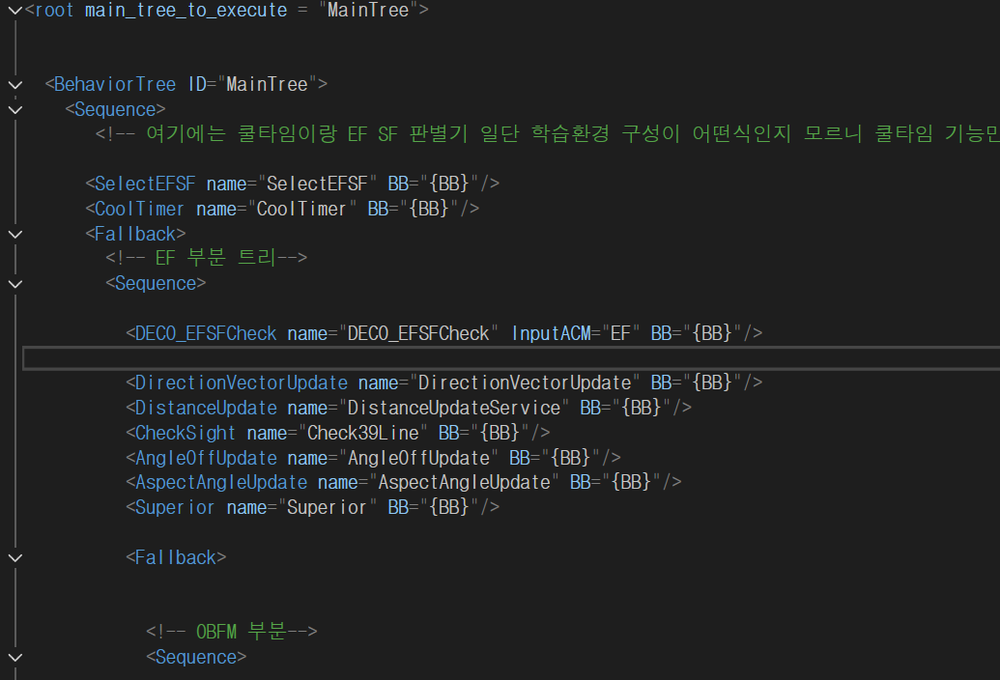 <root main_tree_to_execute = "MainTree">
<BehaviorTree ID="MainTree">
<Sequence>
<!-- 여기에는 쿨타임이랑 EF SF 판별기 일단 학습환경 구성이 어떤식인지 모르니 쿨타임 기능만
<SelectEFSF name="SelectEFSF" BB="{BB}"/>
<CoolTimer name="CoolTimer" BB="{BB}"/>
<Fallback>
<!-- EF 부분 트리-->
<Sequence>
<DECO_EFSFCheck name="DECO_EFSFCheck" InputACM="EF" BB="{BB}"/>
<DirectionVectorUpdate name="DirectionVectorUpdate" BB="{BB}"/>
<DistanceUpdate name="DistanceUpdateService" BB="{BB}"/>
<CheckSight name="Check39Line" BB="{BB}"/>
<AngleOffUpdate name="AngleOffUpdate" BB="{BB}"/>
<AspectAngleUpdate name="AspectAngleUpdate" BB="{BB}"/>
<Superior name="Superior" BB="{BB}"/>
<Fallback>
<!-- OBFM 부분-->
<Sequence>